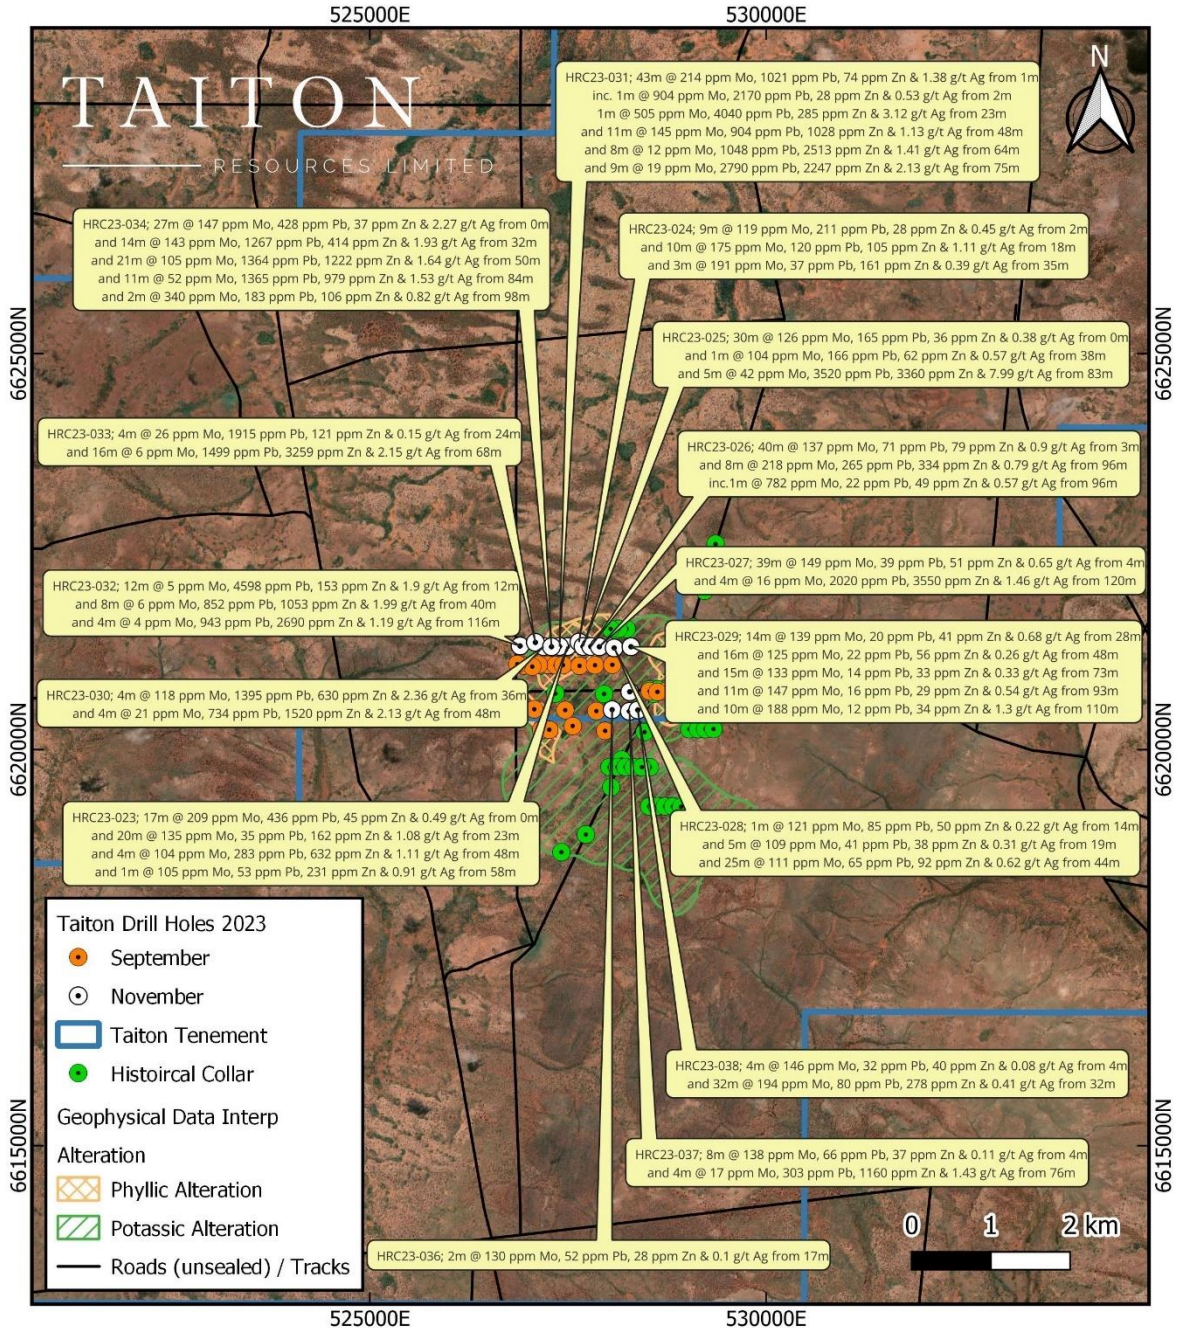 525000E
530000E
TAITON
RESOURCES LIMITED
N
HRC23-031; 43m @ 214 ppm Mo, 1021 ppm Pb, 74 ppm Zn & 1.38 g/t Ag from 1m
inc. 1m @ 904 ppm Mo, 2170 ppm Pb, 28 ppm Zn & 0.53 g/t Ag from 2m
1m @ 505 ppm Mo, 4040 ppm Pb, 285 ppm Zn & 3.12 g/t Ag from 23m
and 11m @ 145 ppm Mo, 904 ppm Pb, 1028 ppm Zn & 1.13 g/t Ag from 48m
and 8m @ 12 ppm Mo, 1048 ppm Pb, 2513 ppm Zn & 1.41 g/t Ag from 64m
and 9m @ 19 ppm Mo, 2790 ppm Pb, 2247 ppm Zn & 2.13 g/t Ag from 75m
HRC23-034; 27m @ 147 ppm Mo, 428 ppm Pb, 37 ppm Zn & 2.27 g/t Ag from 0m
and 14m @ 143 ppm Mo, 1267 ppm Pb, 414 ppm Zn & 1.93 g/t Ag from 32m
and 21m @ 105 ppm Mo, 1364 ppm Pb, 1222 ppm Zn & 1.64 g/t Ag from 50m
and 11m @ 52 ppm Mo, 1365 ppm Pb, 979 ppm Zn & 1.53 g/t Ag from 84m
and 2m @ 340 ppm Mo, 183 ppm Pb, 106 ppm Zn & 0.82 g/t Ag from 98m
HRC23-024; 9m @ 119 ppm Mo, 211 ppm Pb, 28 ppm Zn & 0.45 g/t Ag from 2m
and 10m @ 175 ppm Mo, 120 ppm Pb, 105 ppm Zn & 1.11 g/t Ag from 18m
and 3m @ 191 ppm Mo, 37 ppm Pb, 161 ppm Zn & 0.39 g/t Ag from 35m
HRC23-025; 30m @ 126 ppm Mo, 165 ppm Pb, 36 ppm Zn & 0.38 g/t Ag from 0m
and 1m @ 104 ppm Mo, 166 ppm Pb, 62 ppm Zn & 0.57 g/t Ag from 38m
and 5m @ 42 ppm Mo, 3520 ppm Pb, 3360 ppm Zn & 7.99 g/t Ag from 83m
6625000N
6625000N
HRC23-033; 4m @ 26 ppm Mo, 1915 ppm Pb, 121 ppm Zn & 0.15 g/t Ag from 24m
and 16m @ 6 ppm Mo, 1499 ppm Pb, 3259 ppm Zn & 2.15 g/t Ag from 68m
HRC23-026; 40m @ 137 ppm Mo, 71 ppm Pb, 79 ppm Zn & 0.9 g/t Ag from 3m
and 8m @ 218 ppm Mo, 265 ppm Pb, 334 ppm Zn & 0.79 g/t Ag from 96m
inc.1m @ 782 ppm Mo, 22 ppm Pb, 49 ppm Zn & 0.57 g/t Ag from 96m
HRC23-027; 39m @ 149 ppm Mo, 39 ppm Pb, 51 ppm Zn & 0.65 g/t Ag from 4m
and 4m @ 16 ppm Mo, 2020 ppm Pb, 3550 ppm Zn & 1.46 g/t Ag from 120m
HRC23-032; 12m @ 5 ppm Mo, 4598 ppm Pb, 153 ppm Zn & 1.9 g/t Ag from 12m
and 8m @ 6 ppm Mo, 852 ppm Pb, 1053 ppm Zn & 1.99 g/t Ag from 40m
and 4m @ 4 ppm Mo, 943 ppm Pb, 2690 ppm Zn & 1.19 g/t Ag from 116m
HRC23-029; 14m @ 139 ppm Mo, 20 ppm Pb, 41 ppm Zn & 0.68 g/t Ag from 28m
and 16m @ 125 ppm Mo, 22 ppm Pb, 56 ppm Zn & 0.26 g/t Ag from 48m
and 15m @ 133 ppm Mo, 14 ppm Pb, 33 ppm Zn & 0.33 g/t Ag from 73m
and 11m @ 147 ppm Mo, 16 ppm Pb, 29 ppm Zn & 0.54 g/t Ag from 93m
and 10m @ 188 ppm Mo, 12 ppm Pb, 34 ppm Zn & 1.3 g/t Ag from 110m
HRC23-030; 4m @ 118 ppm Mo, 1395 ppm Pb, 630 ppm Zn & 2.36 g/t Ag from 36m
and 4m @ 21 ppm Mo, 734 ppm Pb, 1520 ppm Zn & 2.13 g/t Ag from 48m
6620000N
6620000N
HRC23-023; 17m @ 209 ppm Mo, 436 ppm Pb, 45 ppm Zn & 0.49 g/t Ag from 0m
and 20m @ 135 ppm Mo, 35 ppm Pb, 162 ppm Zn & 1.08 g/t Ag from 23m
and 4m @ 104 ppm Mo, 283 ppm Pb, 632 ppm Zn & 1.11 g/t Ag from 48m
and 1m @ 105 ppm Mo, 53 ppm Pb, 231 ppm Zn & 0.91 g/t Ag from 58m
HRC23-028; 1m @ 121 ppm Mo, 85 ppm Pb, 50 ppm Zn & 0.22 g/t Ag from 14m
and 5m @ 109 ppm Mo, 41 ppm Pb, 38 ppm Zn & 0.31 g/t Ag from 19m
and 25m @ 111 ppm Mo, 65 ppm Pb, 92 ppm Zn & 0.62 g/t Ag from 44m
Taiton Drill Holes 2023
September
November
Taiton Tenement
Histoircal Collar
Geophysical Data Interp
Alteration
Phyllic Alteration
Potassic Alteration
Roads (unsealed) / Tracks
HRC23-038; 4m @ 146 ppm Mo, 32 ppm Pb, 40 ppm Zn & 0.08 g/t Ag from 4m
and 32m @ 194 ppm Mo, 80 ppm Pb, 278 ppm Zn & 0.41 g/t Ag from 32m
6615000N
6615000N
HRC23-037; 8m @ 138 ppm Mo, 66 ppm Pb, 37 ppm Zn & 0.11 g/t Ag from 4m
and 4m @ 17 ppm Mo, 303 ppm Pb, 1160 ppm Zn & 1.43 g/t Ag from 76m
0 1 2 km
HRC23-036; 2m @ 130 ppm Mo, 52 ppm Pb, 28 ppm Zn & 0.1 g/t Ag from 17m
525000E
530000E